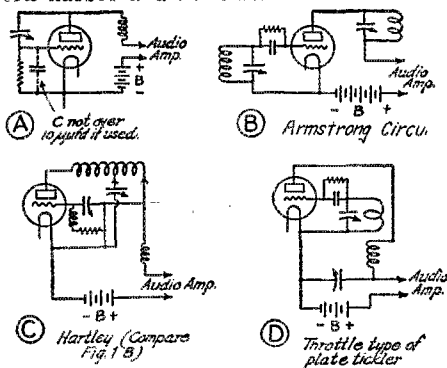 Audio
Amp.
+
B
-
A
C not over
10 µµfd if used.
Audio
Amp.
- B +
B
Armstrong Circu
Audio Amp.
- B +
C
Hartley (Compare
Fig. 1 B)
Audio
Amp.
- B +
D
Throttle type of
plate tickler